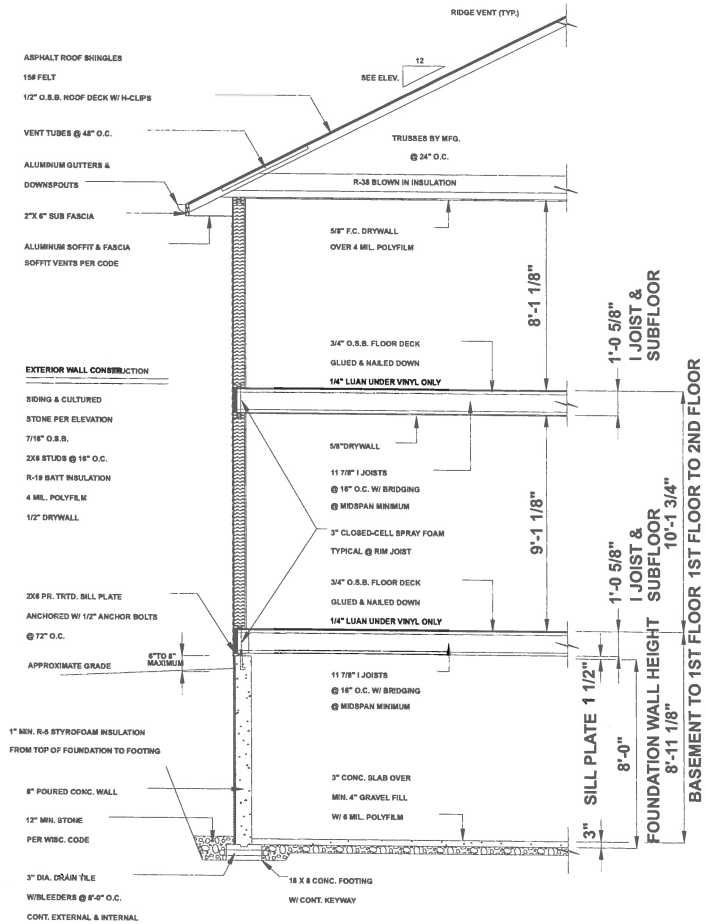 RIDGE VENT (TYP.)
ASPHALT ROOF SHINGLES
15# FELT
1/2" O.S.B. ROOF DECK W/ H-CLIPS
12
SEE ELEV.
VENT TUBES @ 48" O.C.
TRUSSES BY MFG.
@ 24" O.C.
ALUMINUM GUTTERS &
DOWNSPOUTS
R-38 BLOWN IN INSULATION
2"X 6" SUB FASCIA
ALUMINUM SOFFIT & FASCIA
SOFFIT VENTS PER CODE
5/8" F.C. DRYWALL
OVER 4 MIL. POLYFILM
8'-1 1/8"
1'-0 5/8"
I JOIST &
SUBFLOOR
3/4" O.S.B. FLOOR DECK
GLUED & NAILED DOWN
1/4" LUAN UNDER VINYL ONLY
EXTERIOR WALL CONSTRUCTION
SIDING & CULTURED
STONE PER ELEVATION
7/16" O.S.B.
2X6 STUDS @ 16" O.C.
R-19 BATT INSULATION
4 MIL. POLYFILM
1/2" DRYWALL
5/8"DRYWALL
11 7/8" I JOISTS
@ 16" O.C. W/ BRIDGING
@ MIDSPAN MINIMUM
3" CLOSED-CELL SPRAY FOAM
TYPICAL @ RIM JOIST
9'-1 1/8"
1'-0 5/8"
I JOIST &
SUBFLOOR
10'-1 3/4"
1ST FLOOR TO 2ND FLOOR
3/4" O.S.B. FLOOR DECK
GLUED & NAILED DOWN
1/4" LUAN UNDER VINYL ONLY
2X6 PR. TRTD. SILL PLATE
ANCHORED W/ 1/2" ANCHOR BOLTS
@ 72" O.C.
6"TO 8"
MAXIMUM
APPROXIMATE GRADE
11 7/8" I JOISTS
@ 16" O.C. W/ BRIDGING
@ MIDSPAN MINIMUM
1" MIN. R-5 STYROFOAM INSULATION
FROM TOP OF FOUNDATION TO FOOTING
8" POURED CONC. WALL
12" MIN. STONE
PER WISC. CODE
3" CONC. SLAB OVER
MIN. 4" GRAVEL FILL
W/ 6 MIL. POLYFILM
3"
SILL PLATE 1 1/2"
8'-0"
FOUNDATION WALL HEIGHT
8'-11 1/8"
BASEMENT TO 1ST FLOOR
3" DIA. DRAIN TILE
W/BLEEDERS @ 8'-0" O.C.
CONT. EXTERNAL & INTERNAL
18 X 8 CONC. FOOTING
W/ CONT. KEYWAY